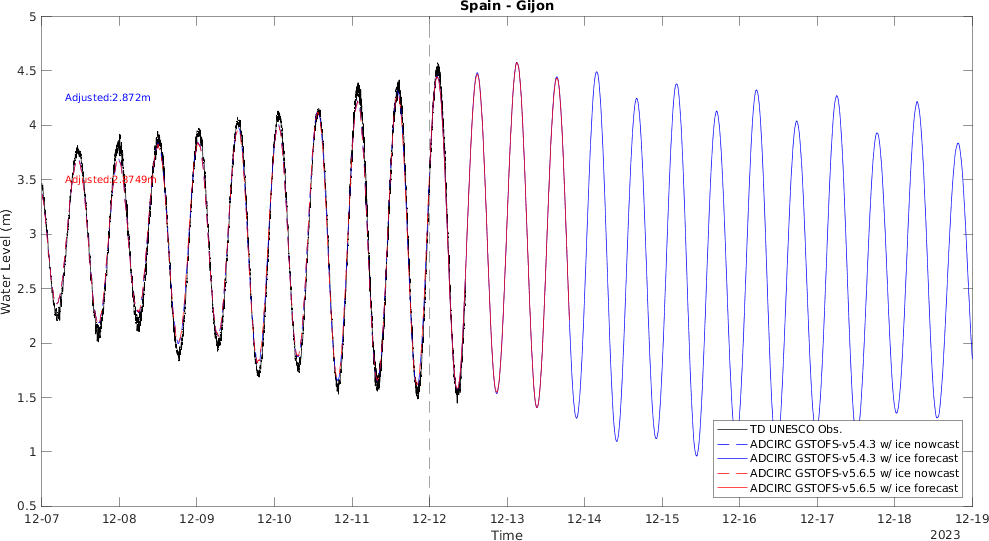 Spain - Gijon
Water Level (m)
5
4.5
4
3.5
3
2.5
2
1.5
1
0.5
Adjusted:2.872m
Adjusted:2.8749m
TD UNESCO Obs.
ADCIRC GSTOFS-v5.4.3 w/ ice nowcast
ADCIRC GSTOFS-v5.4.3 w/ ice forecast
ADCIRC GSTOFS-v5.6.5 w/ ice nowcast
ADCIRC GSTOFS-v5.6.5 w/ ice forecast
12-07 12-08 12-09 12-10 12-11 12-12 12-13 12-14 12-15 12-16 12-17 12-18 12-19
Time
2023